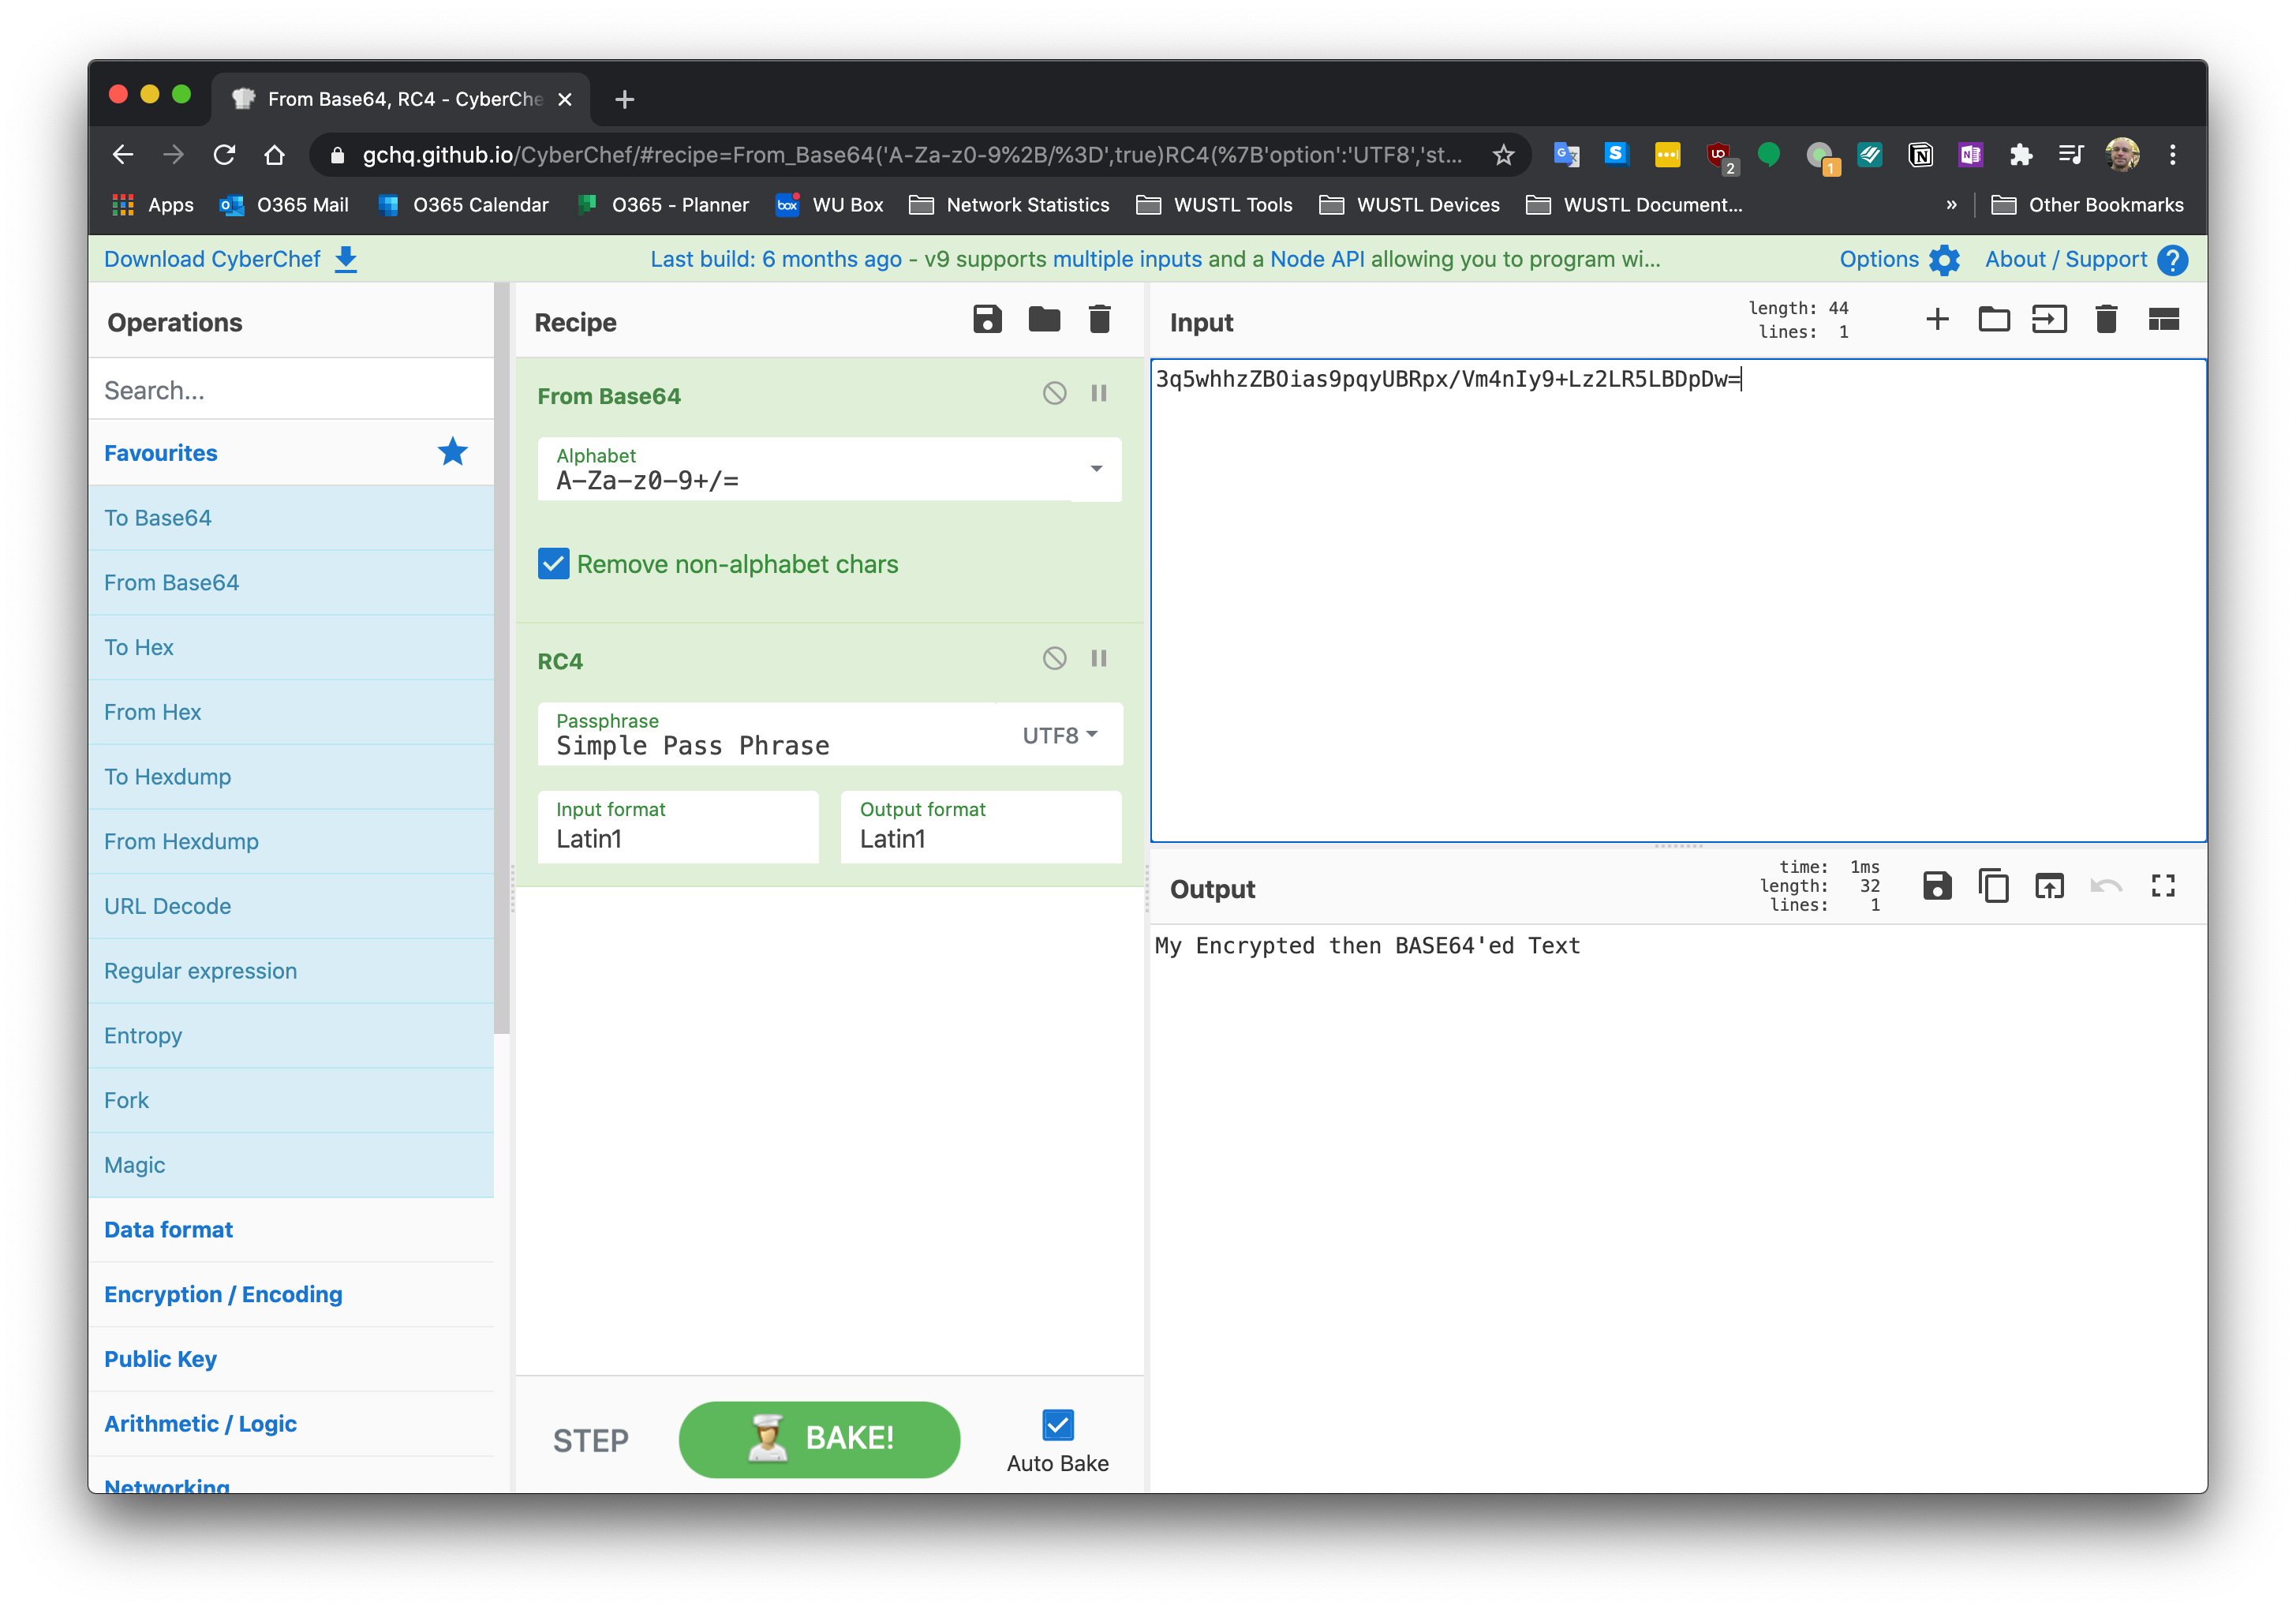 From Base64, RC4 - CyberChe
gchq.github.io/CyberChef/#recipe=From_Base64('A-Za-z0-9%2B/%3D',true)RC4(%7B'option':'UTF8','st...
2
1
Apps
O365 Mail
O365 Calendar
O365 - Planner
box
WU Box
Network Statistics
WUSTL Tools
WUSTL Devices
WUSTL Document...
»
Other Bookmarks
Download CyberChef
Last build: 6 months ago - v9 supports multiple inputs and a Node API allowing you to program wi...
Options
About / Support
Operations
Search...
Favourites
To Base64
From Base64
To Hex
From Hex
To Hexdump
From Hexdump
URL Decode
Regular expression
Entropy
Fork
Magic
Data format
Encryption / Encoding
Public Key
Arithmetic / Logic
Networking
Recipe
From Base64
Alphabet
A-Za-z0-9+/=
Remove non-alphabet chars
RC4
Passphrase
Simple Pass Phrase
UTF8
Input format
Latin1
Output format
Latin1
STEP
BAKE!
Auto Bake
Input
length: 44
lines: 1
3q5whhzZBOias9pqyUBRpx/Vm4nIy9+Lz2LR5LBDpDw=
Output
time: 1ms
length: 32
lines: 1
My Encrypted then BASE64'ed Text